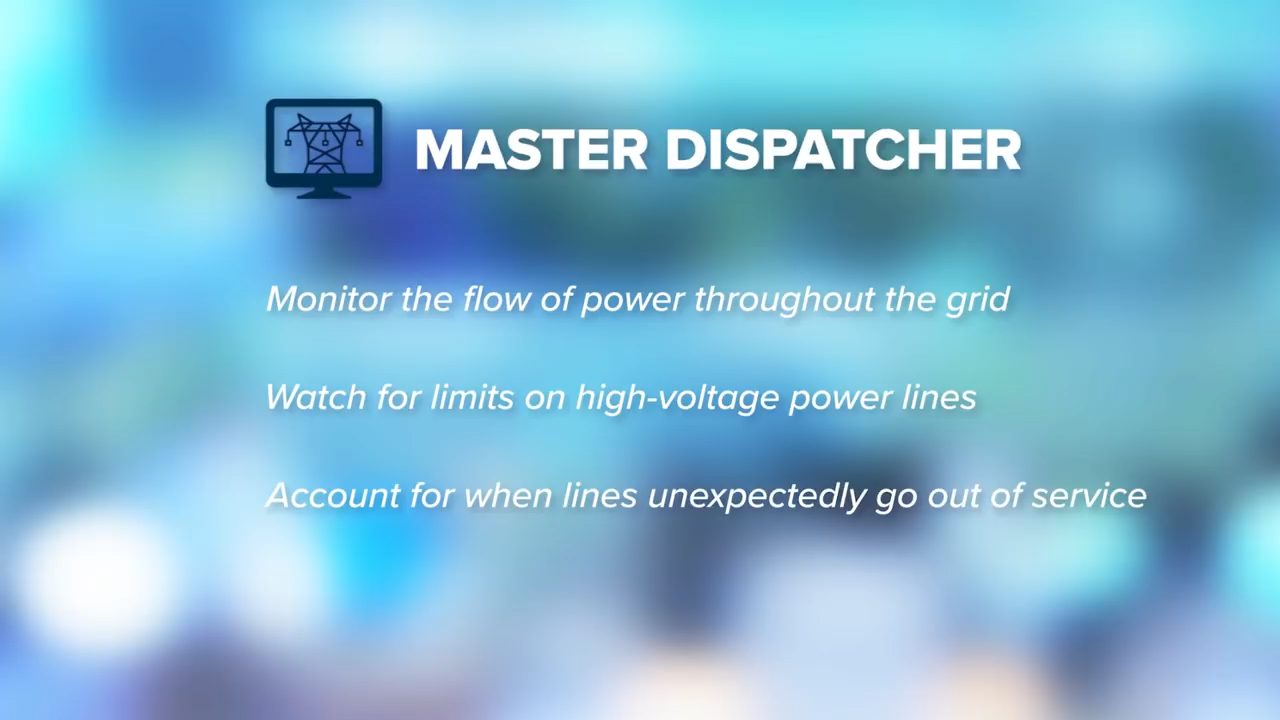 MASTER DISPATCHER
Monitor the flow of power throughout the grid
Watch for limits on high-voltage power lines
Account for when lines unexpectedly go out of service